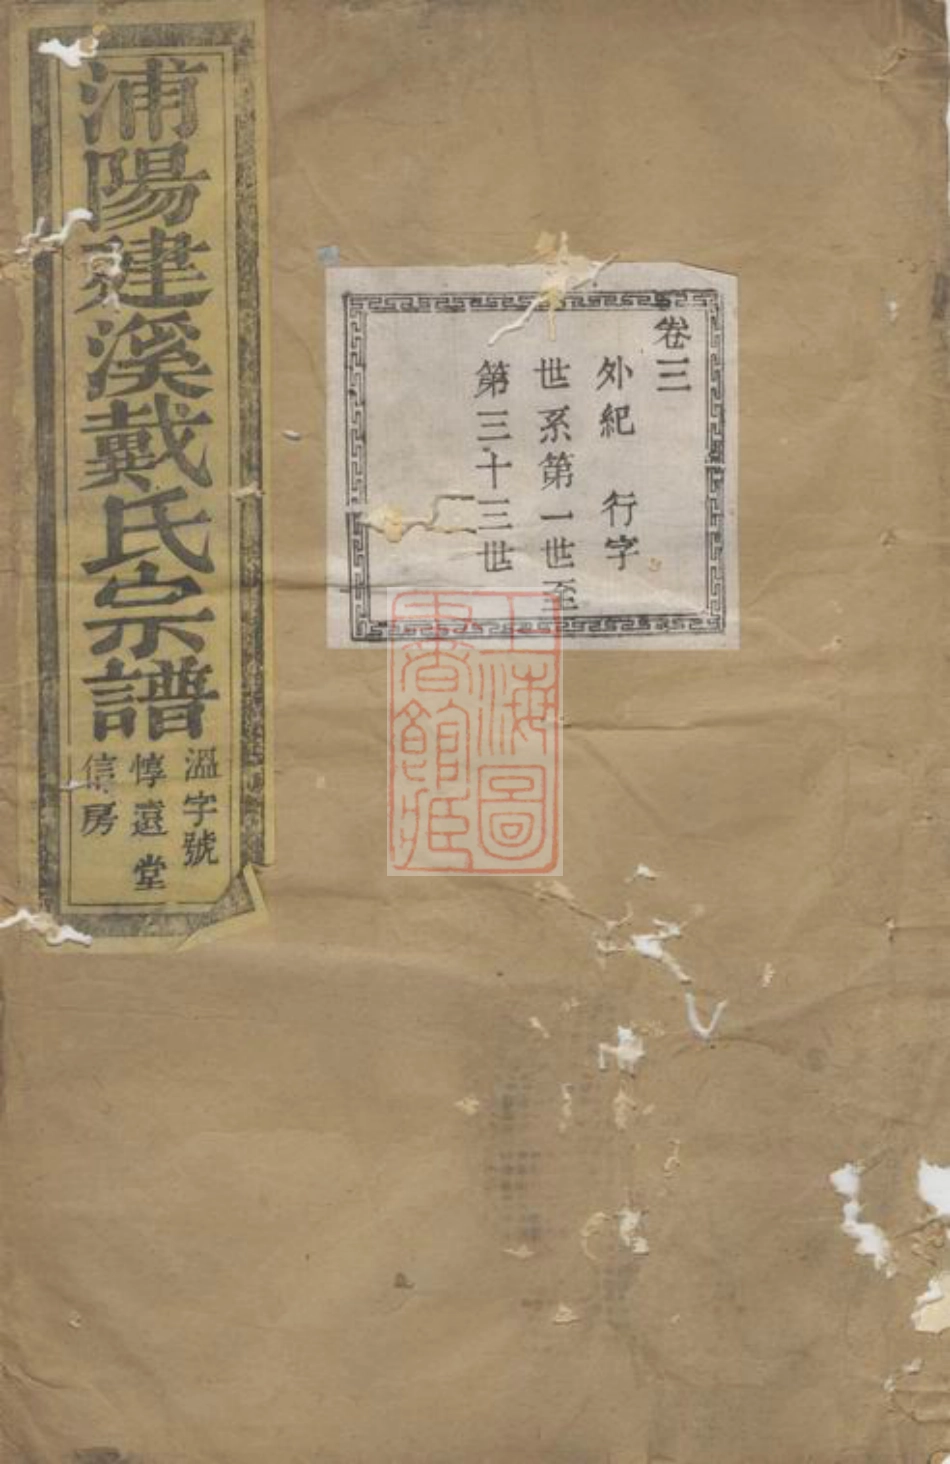 浦陽建溪戴氏宗譜
溫字號
惇遠堂
信房
卷三
外紀 行字
世系第一世至
第三十三世
上海圖
書館藏